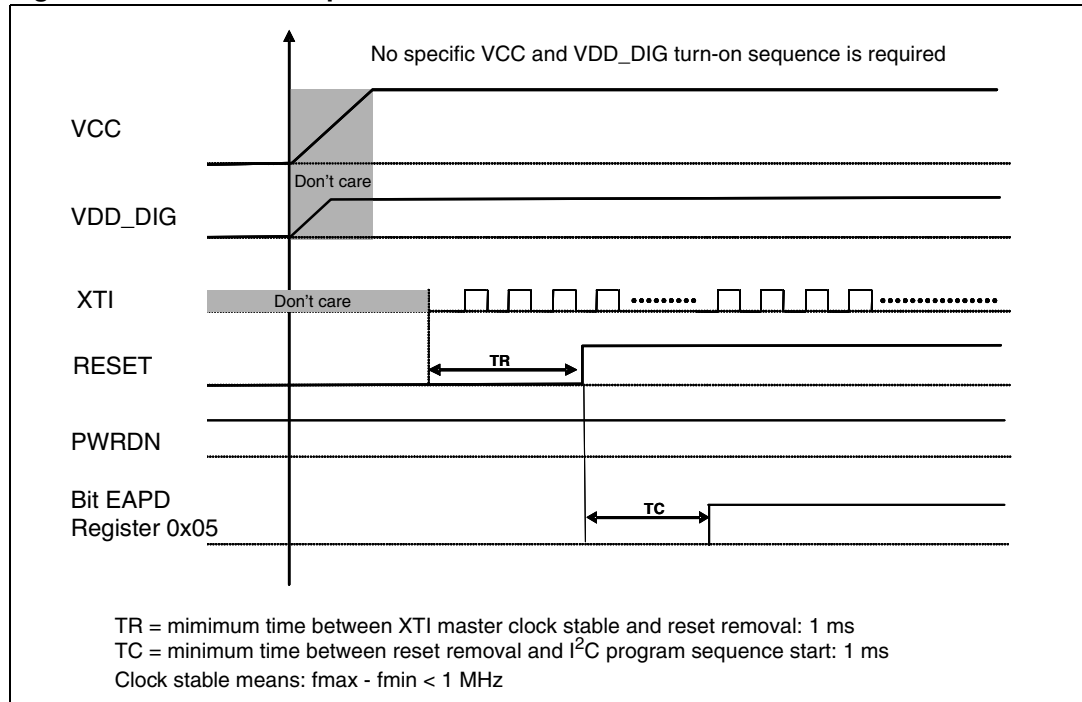 No specific VCC and VDD_DIG turn-on sequence is required
VCC
Don't care
VDD_DIG
XTI
Don't care
RESET
TR
PWRDN
Bit EAPD
Register 0x05
TC
TR = mimimum time between XTI master clock stable and reset removal: 1 ms
TC = minimum time between reset removal and I²C program sequence start: 1 ms
Clock stable means: fmax - fmin < 1 MHz